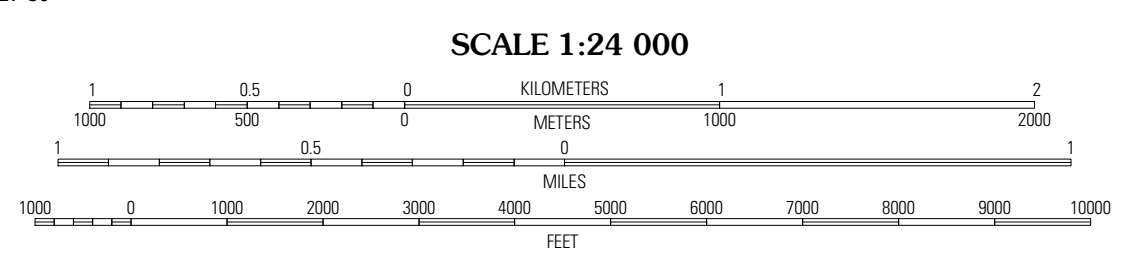 SCALE 1:24 000
1 0.5 0 KILOMETERS 1 2
1000 500 0 METERS 1000 2000
1 0.5 0 1
MILES
1000 0 1000 2000 3000 4000 5000 6000 7000 8000 9000 10000
FEET